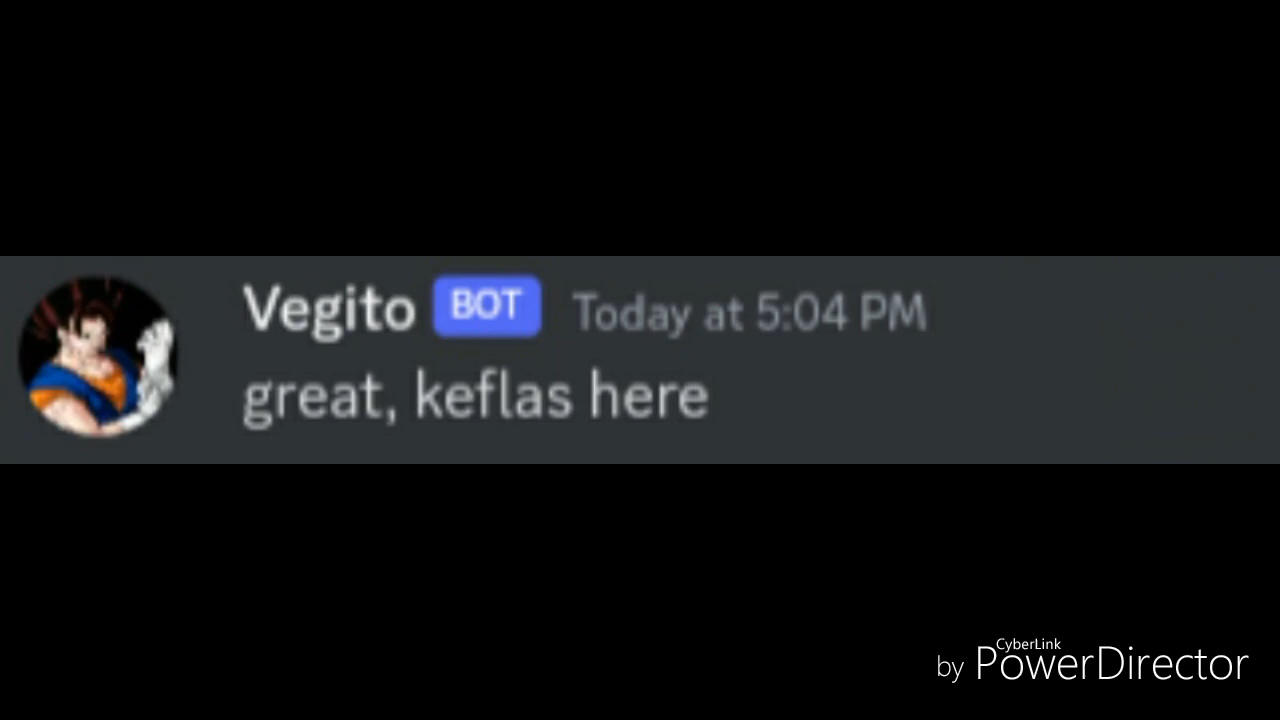 Vegito BOT Today at 5:04 PM
great, keflas here
CyberLink
by PowerDirector